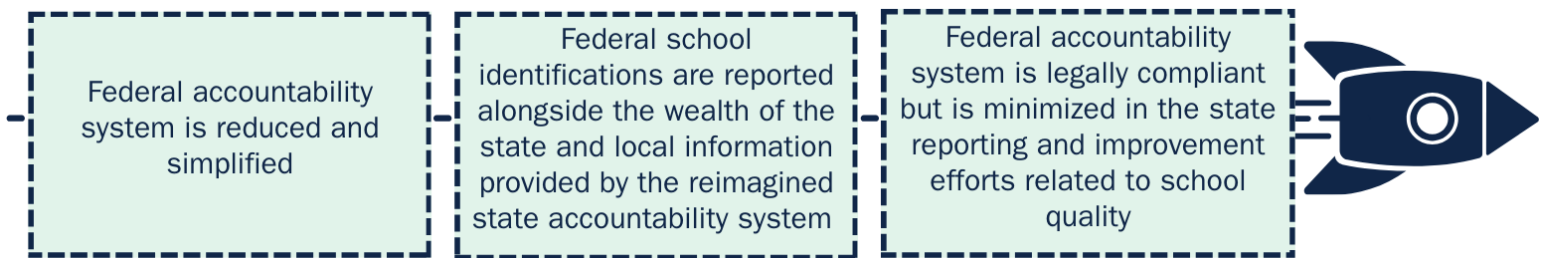 Federal accountability
system is reduced and
simplified
Federal school
identifications are reported
alongside the wealth of the
state and local information
provided by the reimagined
state accountability system
Federal accountability
system is legally compliant
but is minimized in the state
reporting and improvement
efforts related to school
quality